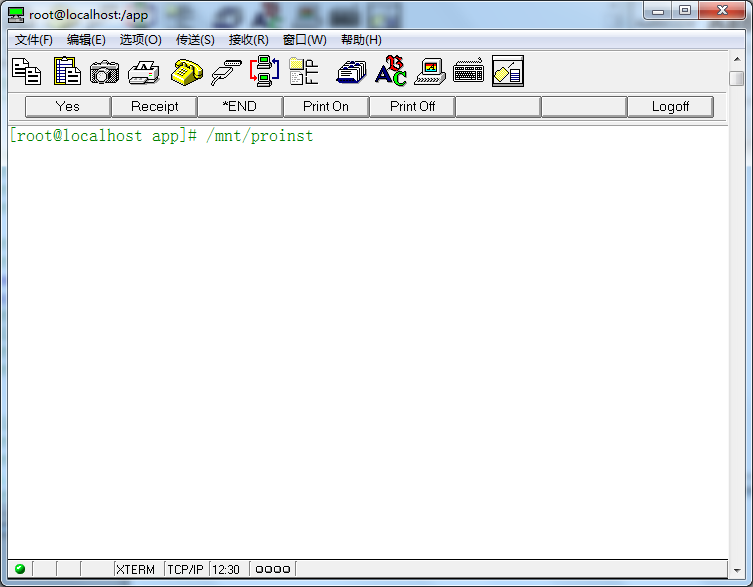 root@localhost:/app
文件(F) 编辑(E) 选项(O) 传送(S) 接收(R) 窗口(W) 帮助(H)
Yes Receipt *END Print On Print Off Logoff
[root@localhost app]# /mnt/proinst
XTERM TCP/IP 12:30